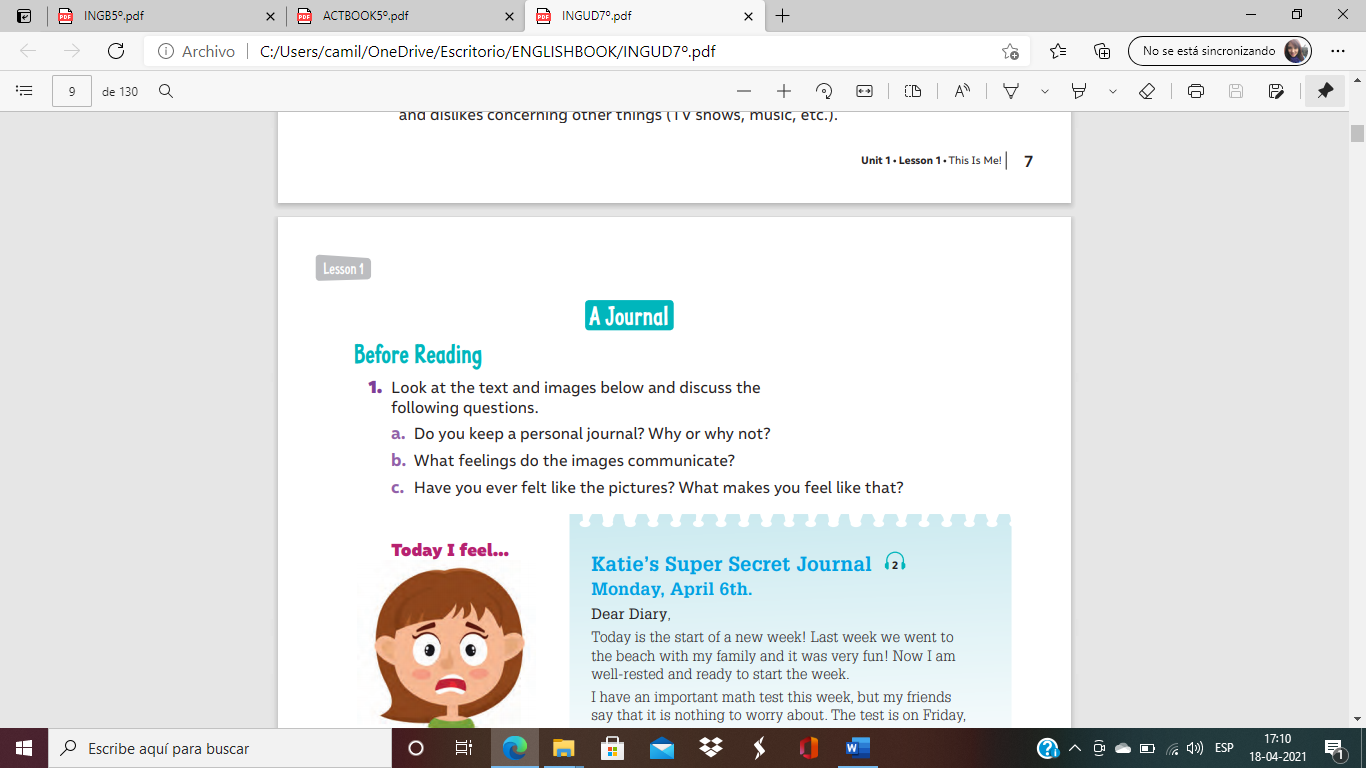 INGB5º.pdf
ACTBOOK5º.pdf
INGUD7º.pdf
Archivo
C:/Users/camil/OneDrive/Escritorio/ENGLISHBOOK/INGUD7º.pdf
No se está sincronizando
9 de 130
and dislikes concerning other things (TV shows, music, etc.).
Unit 1 • Lesson 1 • This Is Me! 7
Lesson 1
A Journal
Before Reading
1. Look at the text and images below and discuss the
following questions.
a. Do you keep a personal journal? Why or why not?
b. What feelings do the images communicate?
c. Have you ever felt like the pictures? What makes you feel like that?
Today I feel...
Katie's Super Secret Journal 2
Monday, April 6th.
Dear Diary,
Today is the start of a new week! Last week we went to
the beach with my family and it was very fun! Now I am
well-rested and ready to start the week.
I have an important math test this week, but my friends
say that it is nothing to worry about. The test is on Friday,
Escribe aquí para buscar
ESP
17:10
18-04-2021
1